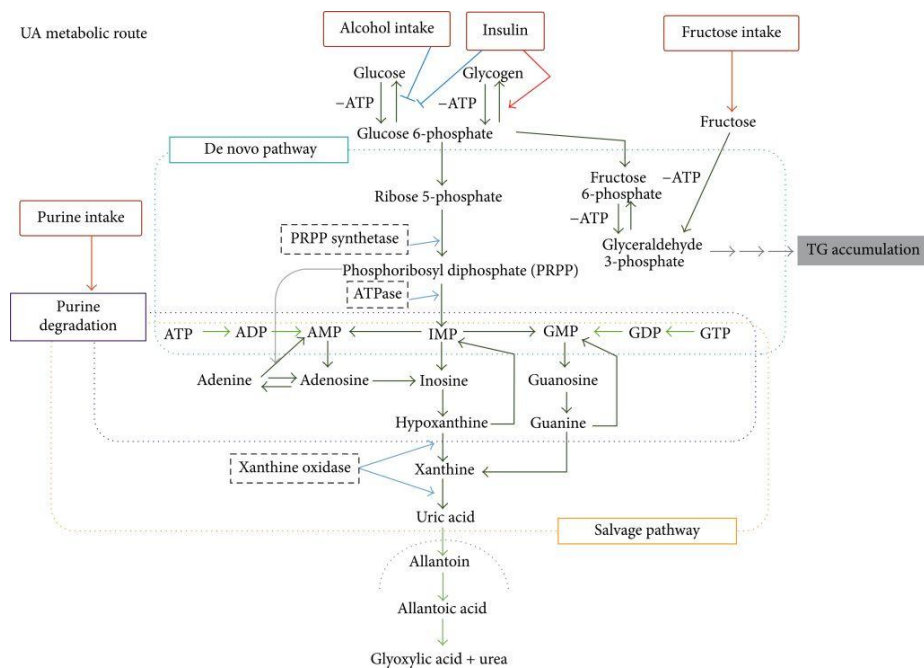 UA metabolic route
Alcohol intake
Insulin
Fructose intake
Glucose
Glycogen
−ATP
−ATP
Fructose
Glucose 6-phosphate
De novo pathway
Fructose
6-phosphate
−ATP
Ribose 5-phosphate
Purine intake
−ATP
PRPP synthetase
Glyceraldehyde
3-phosphate
TG accumulation
Phosphoribosyl diphosphate (PRPP)
ATPase
Purine
degradation
ATP
ADP
AMP
IMP
GMP
GDP
GTP
Adenine
Adenosine
Inosine
Guanosine
Hypoxanthine
Guanine
Xanthine oxidase
Xanthine
Uric acid
Salvage pathway
Allantoin
Allantoic acid
Glyoxylic acid + urea